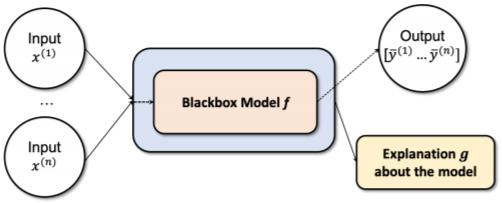 Input
x^{(1)}
...
Input
x^{(n)}
Blackbox Model f
Output
[ȳ^{(1)} ... ȳ^{(n)}]
Explanation g
about the model